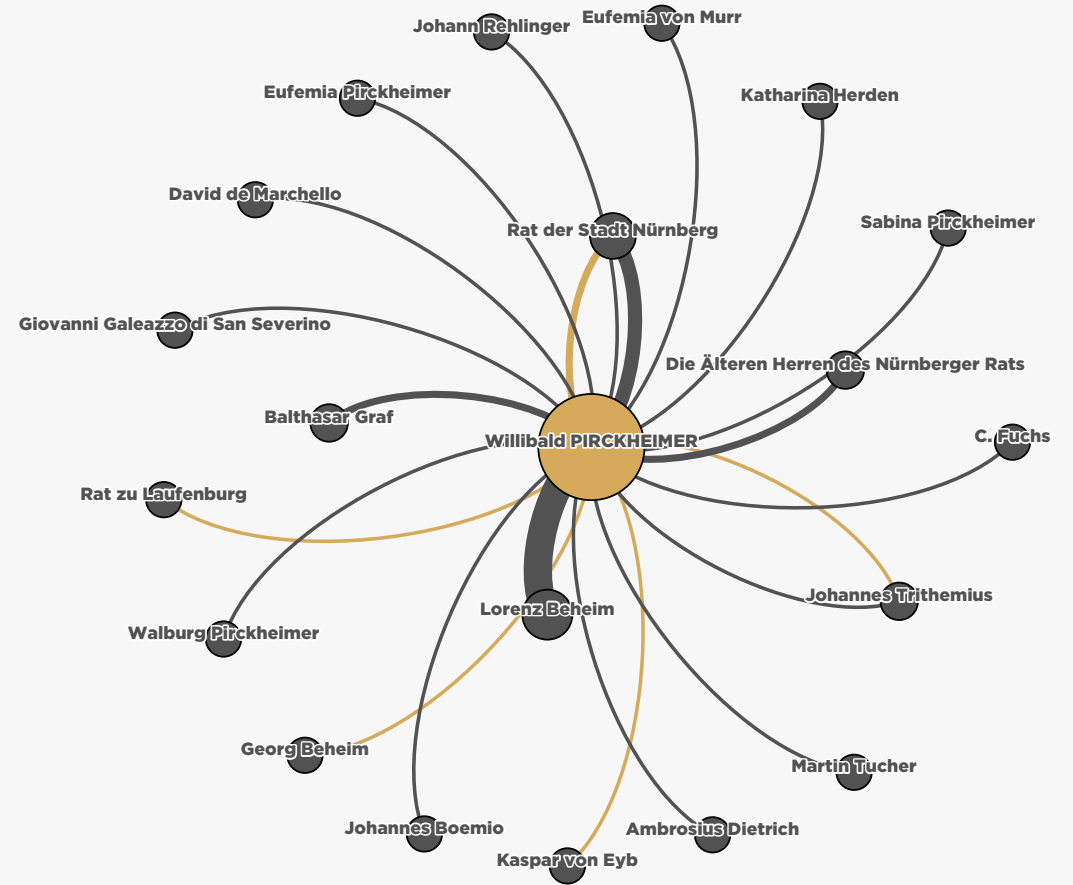 Eufemia von Murr
Johann Rehlinger
Eufemia Pirckheimer
Katharina Herden
David de Marchello
Sabina Pirckheimer
Rat der Stadt Nürnberg
Giovanni Galeazzo di San Severino
Die Älteren Herren des Nürnberger Rats
Balthasar Graf
C. Fuchs
Willibald PIRCKHEIMER
Rat zu Laufenburg
Johannes Trithemius
Lorenz Beheim
Walburg Pirckheimer
Georg Beheim
Martin Tucher
Johannes Boemio
Ambrosius Dietrich
Kaspar von Eyb